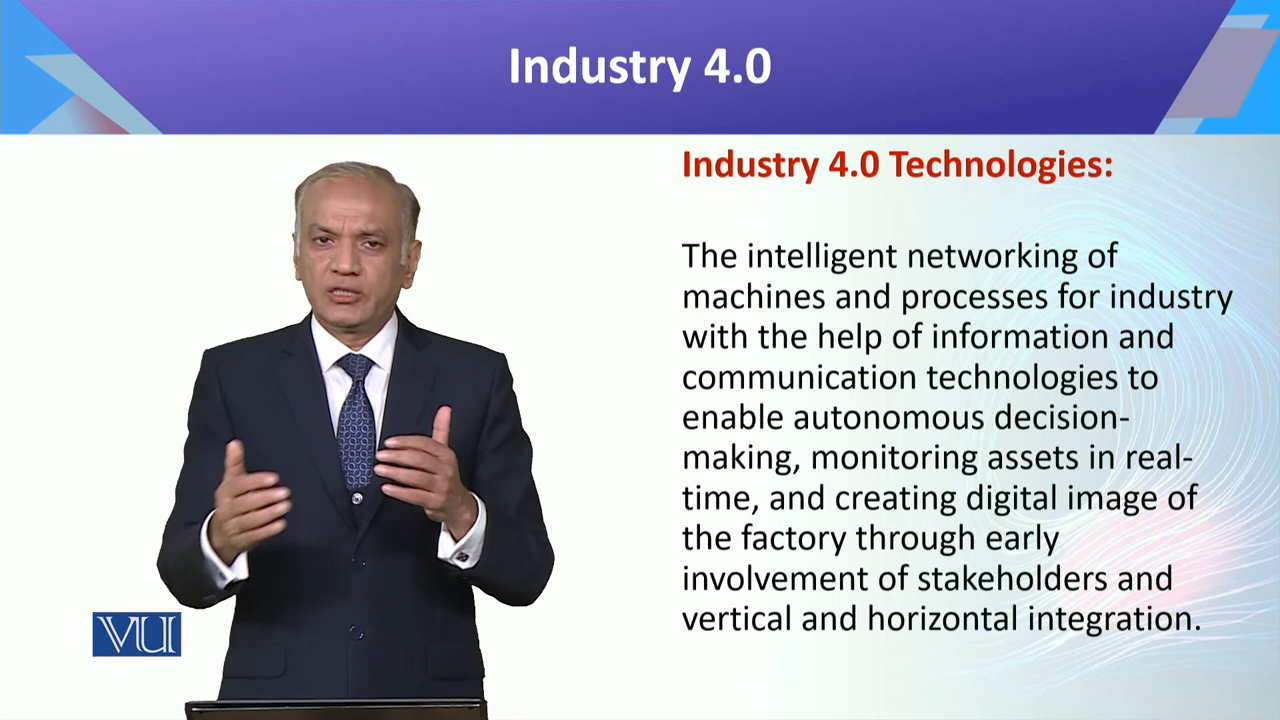 Industry 4.0
Industry 4.0 Technologies:
The intelligent networking of
machines and processes for industry
with the help of information and
communication technologies to
enable autonomous decision-
making, monitoring assets in real-
time, and creating digital image of
the factory through early
involvement of stakeholders and
vertical and horizontal integration.
VU